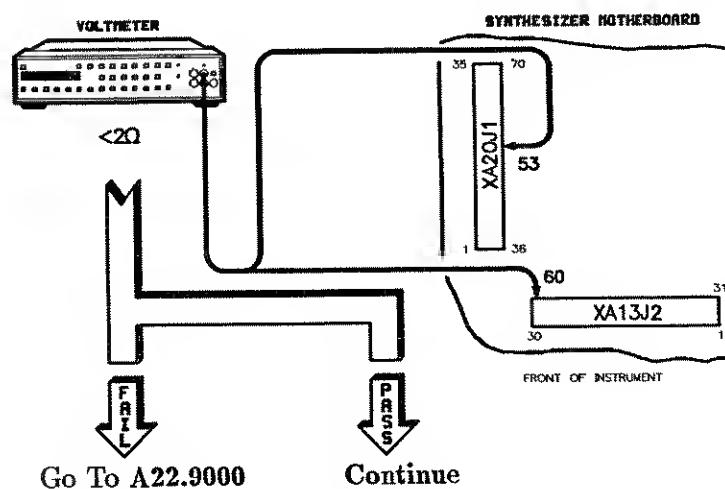 VOLTMETER
SYNTHESIZER MOTHERBOARD
<2Ω
35 70
XA20J1
53
1 36
60
31
XA13J2
30 1
FRONT OF INSTRUMENT
FAIL
PASS
Go To A22.9000
Continue